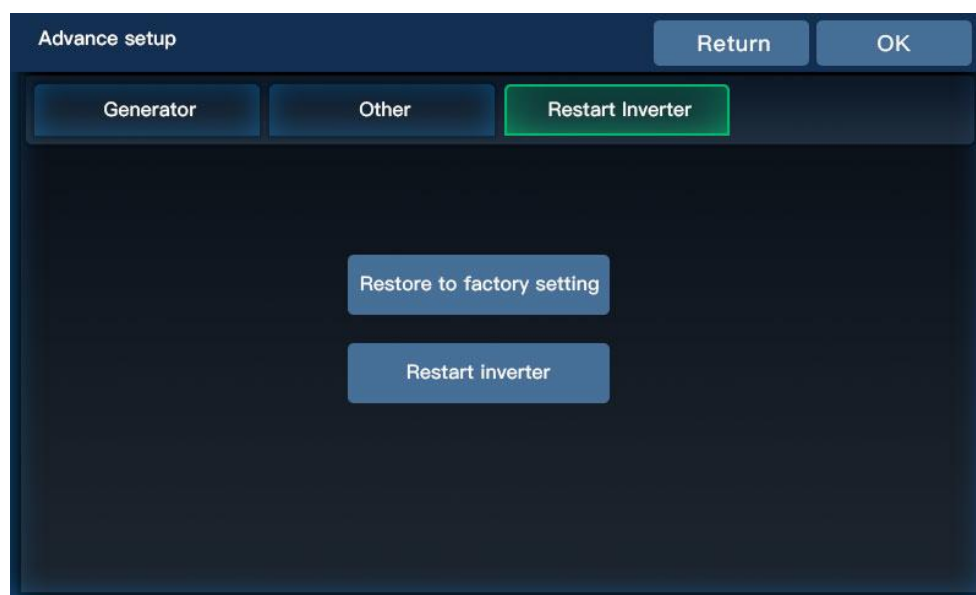 Advance setup
Return
OK
Generator
Other
Restart Inverter
Restore to factory setting
Restart inverter